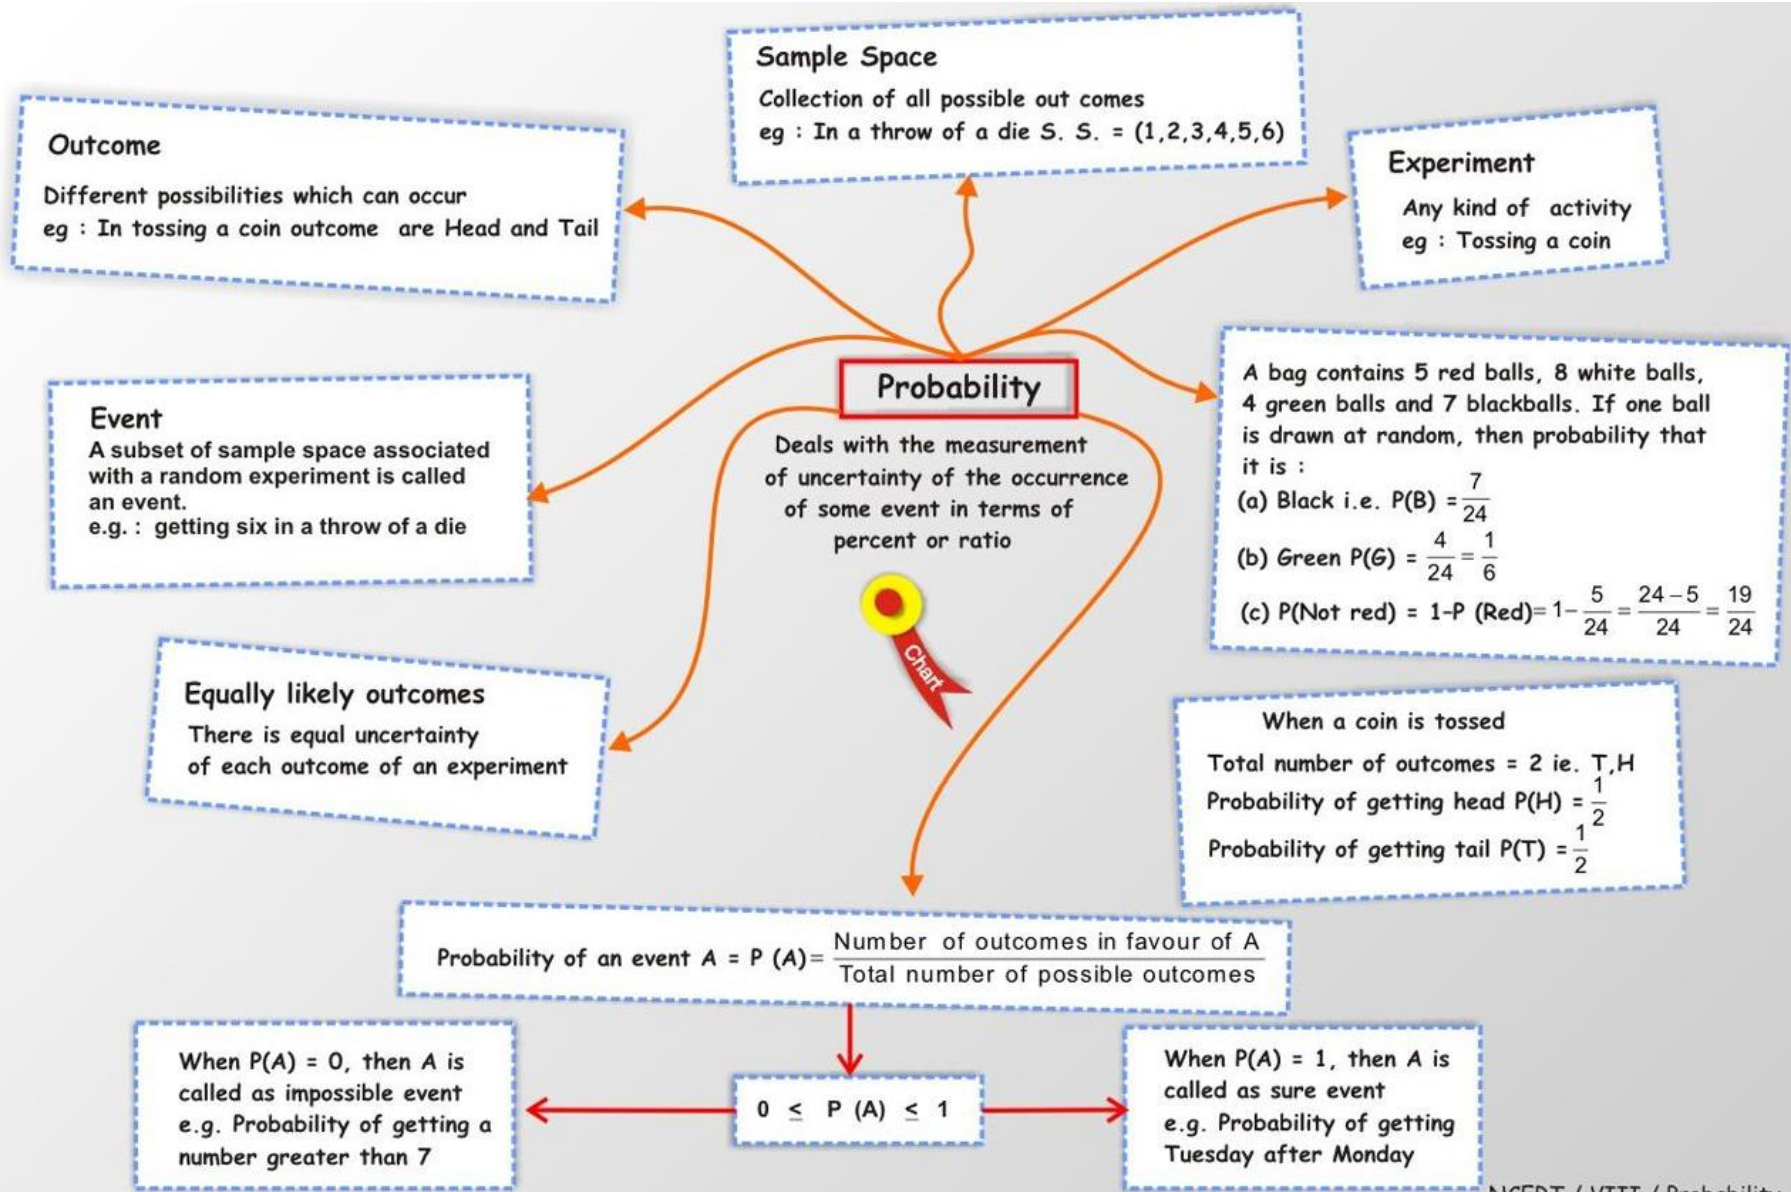 Sample Space
Collection of all possible out comes
eg : In a throw of a die S. S. = (1,2,3,4,5,6)
Outcome
Different possibilities which can occur
eg : In tossing a coin outcome are Head and Tail
Experiment
Any kind of activity
eg : Tossing a coin
Probability
Deals with the measurement
of uncertainty of the occurrence
of some event in terms of
percent or ratio
Chart
Event
A subset of sample space associated
with a random experiment is called
an event.
e.g. : getting six in a throw of a die
A bag contains 5 red balls, 8 white balls,
4 green balls and 7 blackballs. If one ball
is drawn at random, then probability that
it is :
(a) Black i.e. P(B) = 7/24
(b) Green P(G) = 4/24 = 1/6
(c) P(Not red) = 1-P (Red)= 1− 5/24 = 24 − 5/24 = 19/24
Equally likely outcomes
There is equal uncertainty
of each outcome of an experiment
When a coin is tossed
Total number of outcomes = 2 ie. T,H
Probability of getting head P(H) = 1/2
Probability of getting tail P(T) = 1/2
Probability of an event A = P (A)= Number of outcomes in favour of A / Total number of possible outcomes
When P(A) = 0, then A is
called as impossible event
e.g. Probability of getting a
number greater than 7
0 ≤ P (A) ≤ 1
When P(A) = 1, then A is
called as sure event
e.g. Probability of getting
Tuesday after Monday
NCERT / VIII / Probability